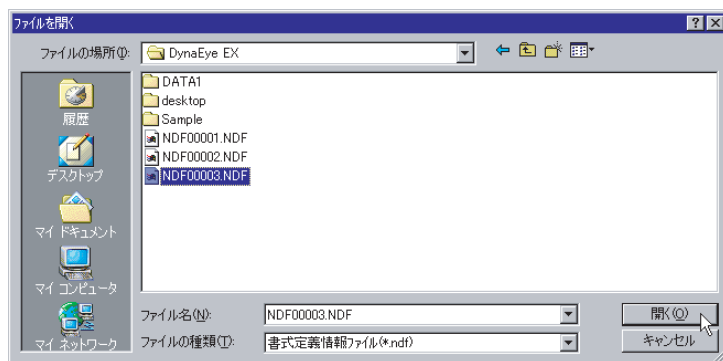 ファイルを開く
ファイルの場所(I):
DynaEye EX
履歴
デスクトップ
マイ ドキュメント
マイ コンピュータ
マイ ネットワーク
DATA1
desktop
Sample
NDF00001.NDF
NDF00002.NDF
NDF00003.NDF
ファイル名(N):
NDF00003.NDF
開く(O)
ファイルの種類(T):
書式定義情報ファイル(*.ndf)
キャンセル